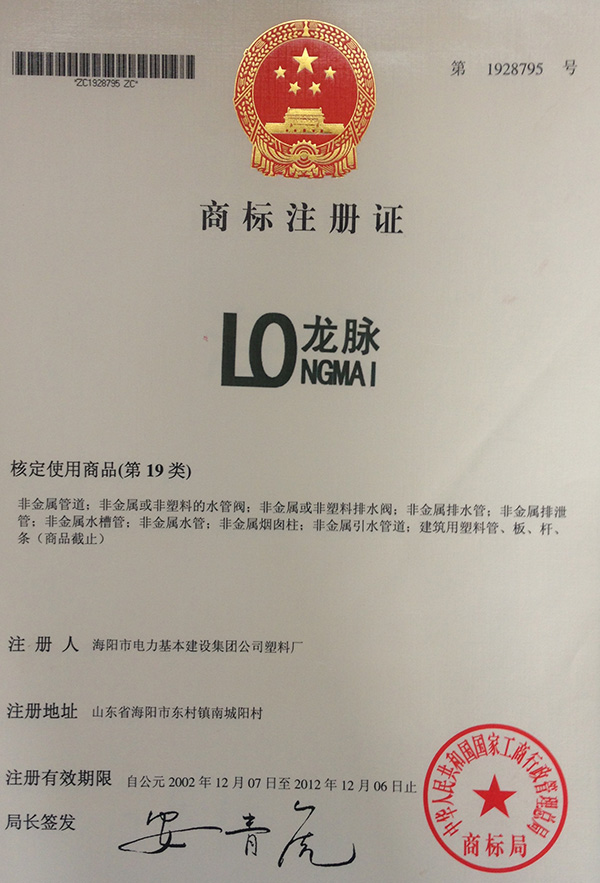 *ZC1928795 ZC*
第 1928795 号
商标注册证
LO龙脉
NGMAI
核定使用商品(第 19 类)
非金属管道；非金属或非塑料的水管阀；非金属或非塑料排水阀；非金属排水管；非金属排泄
管；非金属水槽管；非金属水管；非金属烟囱柱；非金属引水管道；建筑用塑料管、板、杆、
条（商品截止）
注 册 人 海阳市电力基本建设集团公司塑料厂
注册地址 山东省海阳市东村镇南城阳村
注册有效期限 自公元 2002 年 12 月 07 日至 2012 年 12 月 06 日止
局长签发 安青虎
中华人民共和国国家工商行政管理总局
商标局